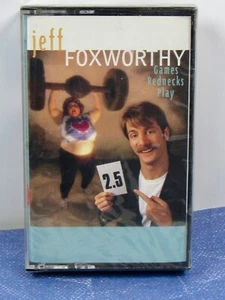 jeff
FOXWORTHY
Games
Rednecks
Play
2.5